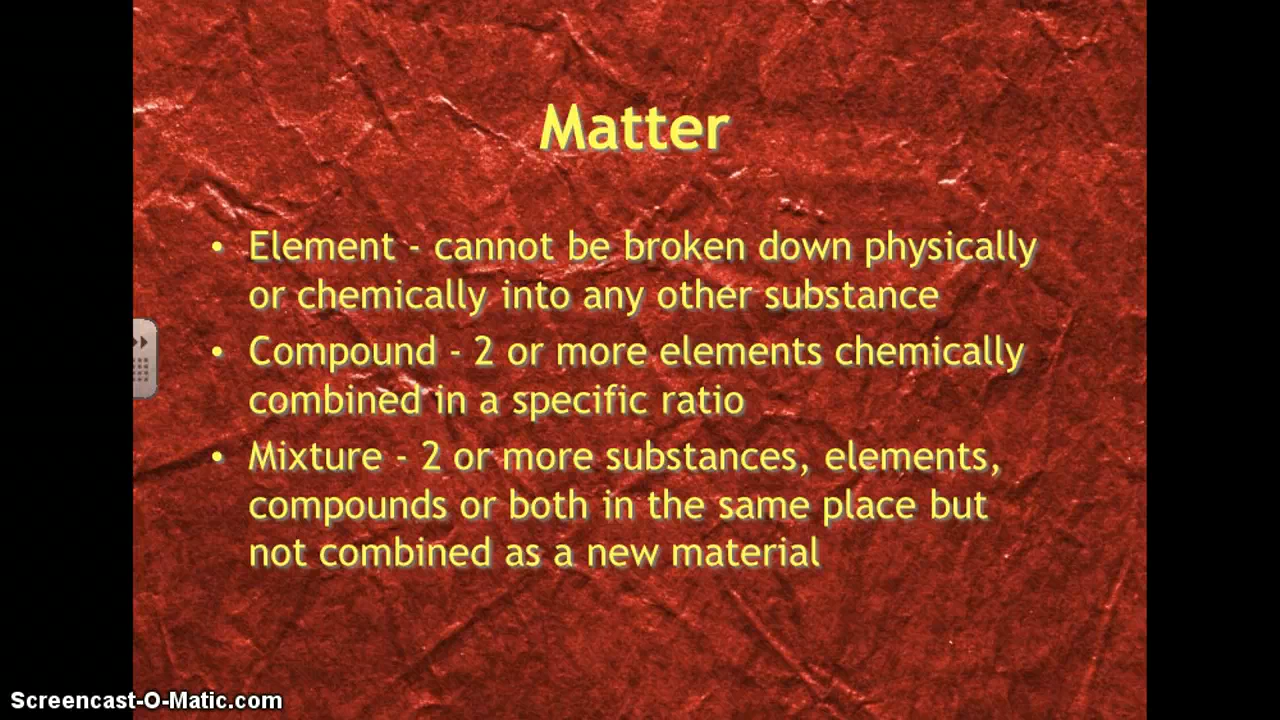 Matter
• Element - cannot be broken down physically
or chemically into any other substance
• Compound - 2 or more elements chemically
combined in a specific ratio
• Mixture - 2 or more substances, elements,
compounds or both in the same place but
not combined as a new material
Screencast-O-Matic.com